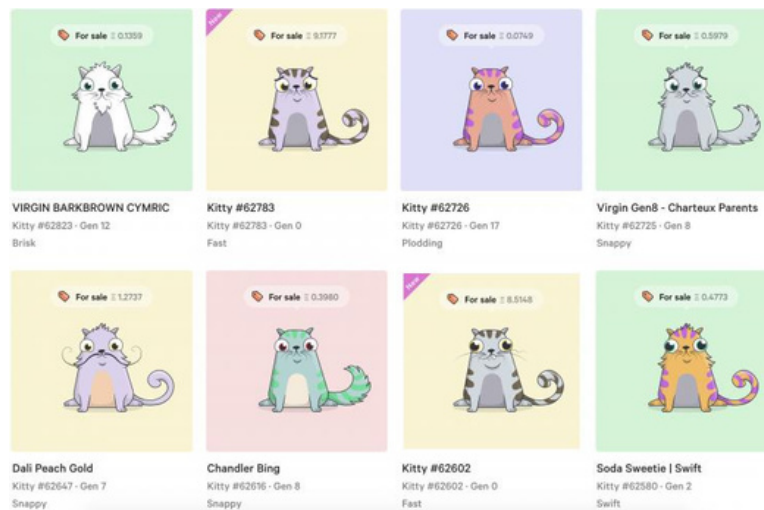 For sale Ξ 0.1359
New
For sale Ξ 9.1777
For sale Ξ 0.0749
For sale Ξ 0.5979
VIRGIN BARKBROWN CYMRIC
Kitty #62823 · Gen 12
Brisk
Kitty #62783
Kitty #62783 · Gen 0
Fast
Kitty #62726
Kitty #62726 · Gen 17
Plodding
Virgin Gen8 - Charteux Parents
Kitty #62725 · Gen 8
Snappy
For sale Ξ 1.2737
For sale Ξ 0.3980
New
For sale Ξ 8.5148
For sale Ξ 0.4773
Dali Peach Gold
Kitty #62647 · Gen 7
Snappy
Chandler Bing
Kitty #62616 · Gen 8
Snappy
Kitty #62602
Kitty #62602 · Gen 0
Fast
Soda Sweetie | Swift
Kitty #62580 · Gen 2
Swift